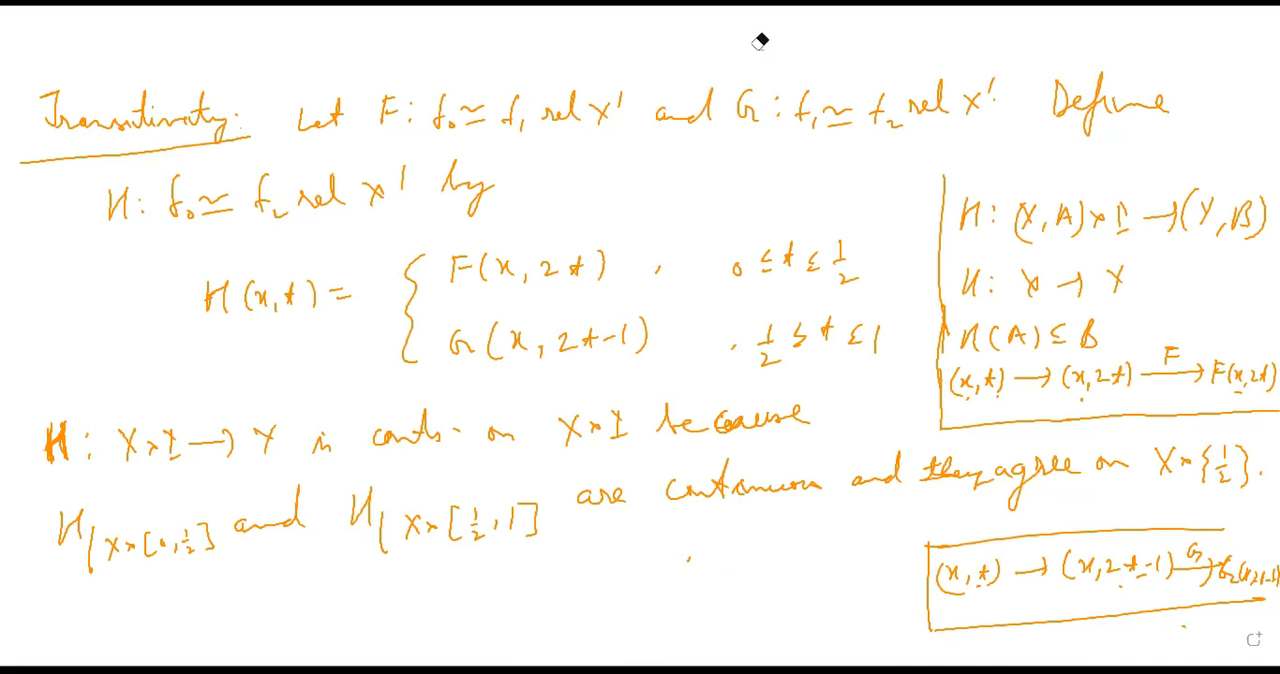 Transitivity: Let F: f₀ ≃ f₁ rel X' and G: f₁ ≃ f₂ rel X'. Define
H: f₀ ≃ f₂ rel X' by
H(x,t) = { F(x, 2t) , 0 ≤ t ≤ 1/2
G(x, 2t-1) , 1/2 ≤ t ≤ 1
H: X×I → Y is conts. on X×I because
H|X×[0,1/2] and H|X×[1/2,1] are continuous and they agree on X×{1/2}.
H: (X,A)×I → (Y,B)
H: X → Y
H(A) ⊆ B
(x,t) → (x,2t) —F→ F(x,2t)
(x,t) → (x,2t-1) —G→ G(x,2t-1)